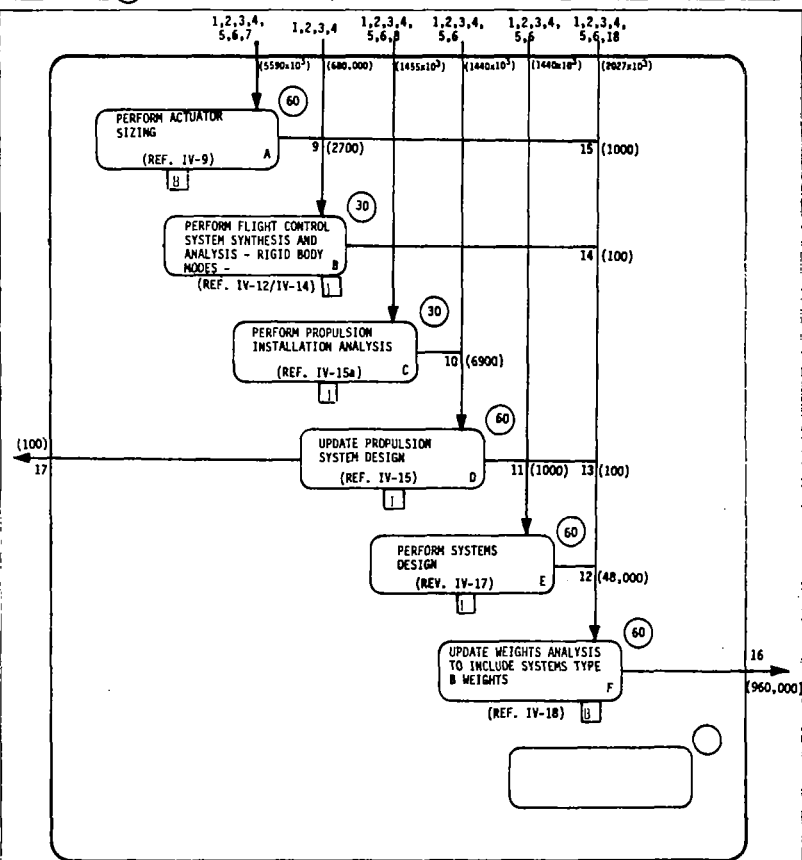 1,2,3,4, 1,2,3,4 1,2,3,4, 1,2,3,4, 1,2,3,4, 1,2,3,4,
5,6,7 5,6,8 5,6 5,6 5,6,18
(5590x10³) (680,000) (1455x10³) (1440x10³) (1440x10³) (2027x10³)
60
PERFORM ACTUATOR
SIZING
(REF. IV-9) A
B
9 (2700)
15 (1000)
30
PERFORM FLIGHT CONTROL
SYSTEM SYNTHESIS AND
ANALYSIS - RIGID BODY
MODES - B
(REF. IV-12/IV-14) I
14 (100)
30
PERFORM PROPULSION
INSTALLATION ANALYSIS
(REF. IV-15a) C
I
10 (6900)
60
UPDATE PROPULSION
SYSTEM DESIGN
(REF. IV-15) D
I
(100)
17
11 (1000) 13 (100)
60
PERFORM SYSTEMS
DESIGN
(REV. IV-17) E
I
12 (48,000)
60
UPDATE WEIGHTS ANALYSIS
TO INCLUDE SYSTEMS TYPE
B WEIGHTS
F
(REF. IV-18) B
16
(960,000)